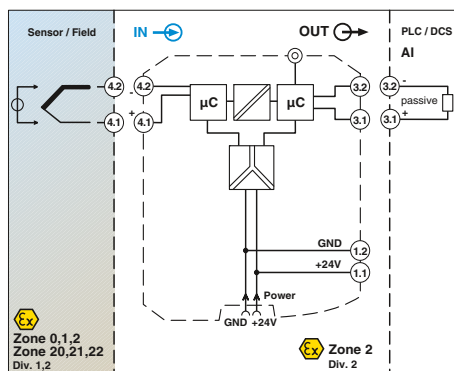 Sensor / Field
IN
OUT
PLC / DCS
AI
4.2
4.2
3.2
3.2
-
-
-
µC
µC
passive
+
+
4.1
4.1
3.1
3.1
GND
1.2
+24V
1.1
Power
GND +24V
Ex
Zone 0,1,2
Zone 20,21,22
Div. 1,2
Ex
Zone 2
Div. 2